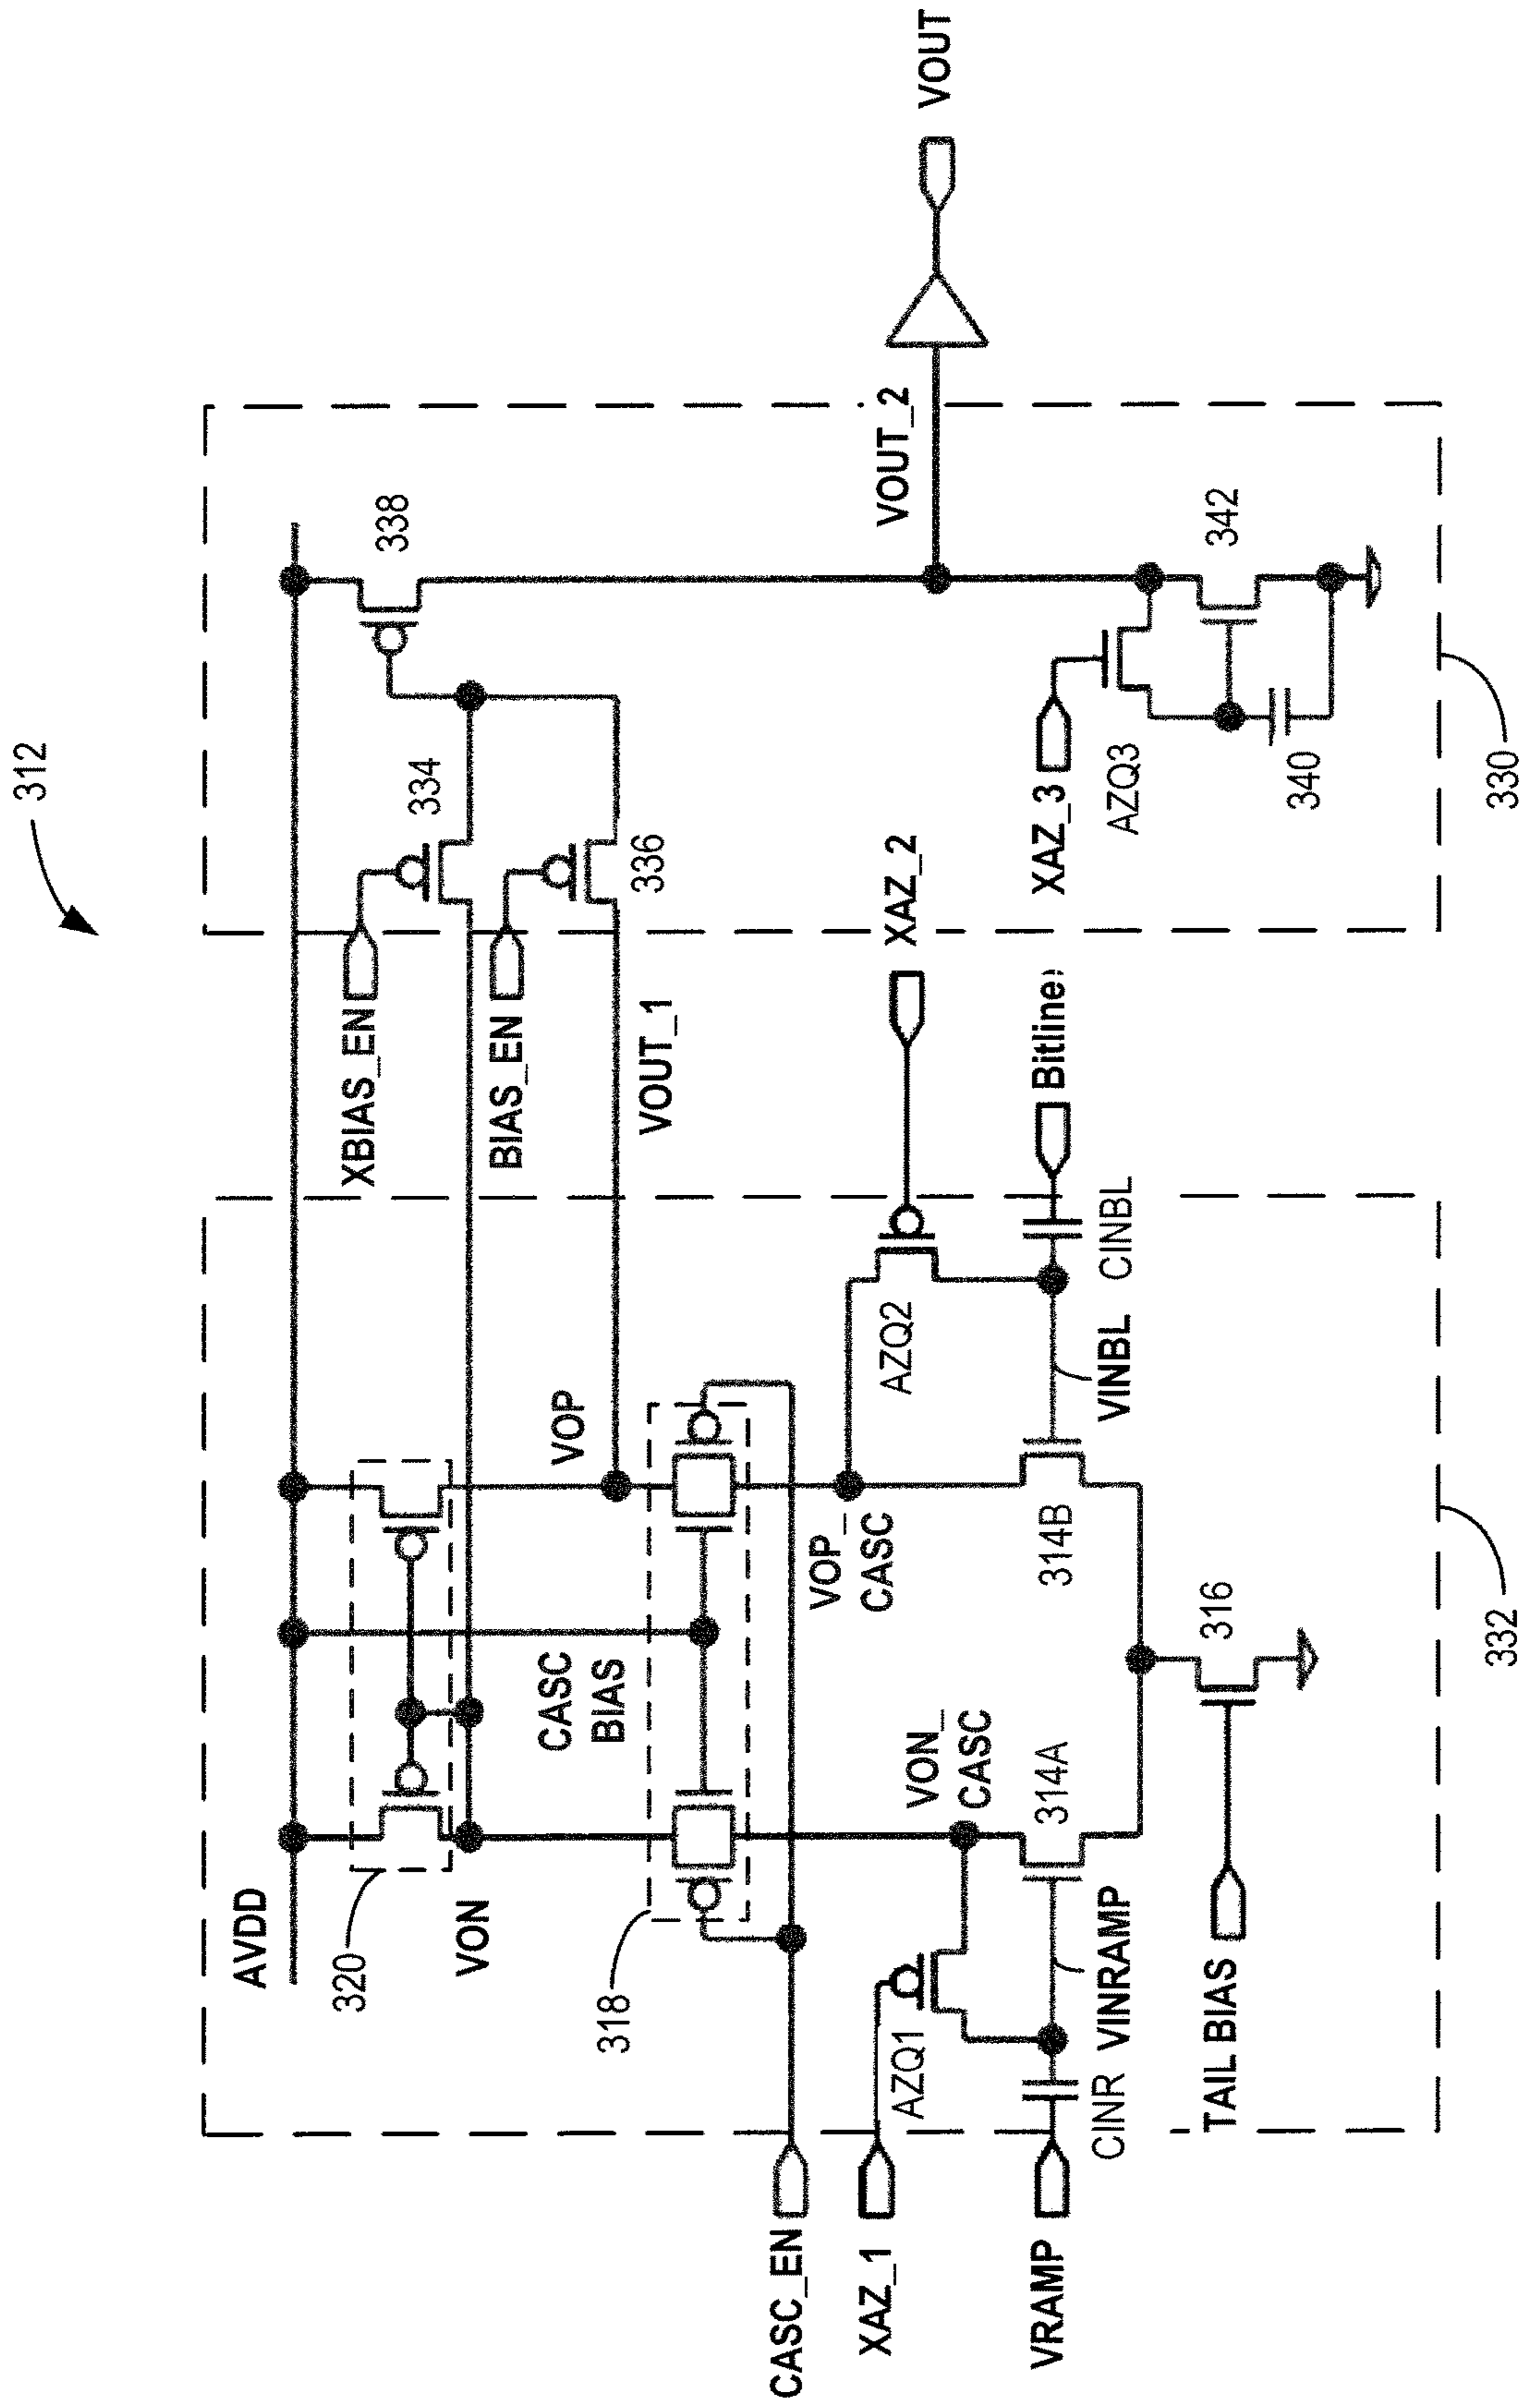 312
AVDD
320
VON
318
CASC
BIAS
VOP
XBIAS_EN
BIAS_EN
VOUT_1
334
336
338
CASC_EN
XAZ_1
AZQ1
VRAMP
CINR
VINRAMP
VON_
CASC
314A
VOP_
CASC
314B
AZQ2
XAZ_2
VINBL
CINBL
Bitline
TAIL BIAS
316
332
VOUT_2
VOUT
XAZ_3
AZQ3
340
342
330